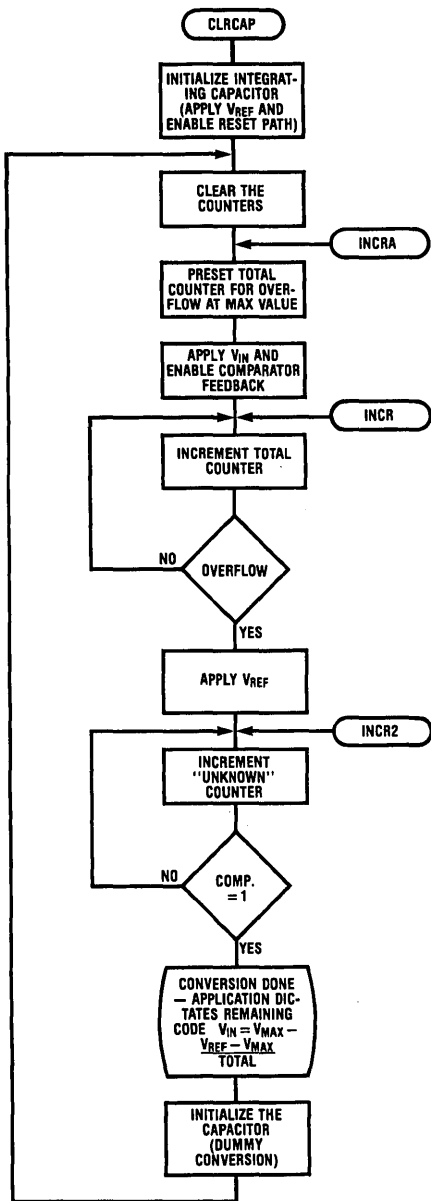 CLRCAP
INITIALIZE INTEGRAT-
ING CAPACITOR
(APPLY VREF AND
ENABLE RESET PATH)
CLEAR THE
COUNTERS
INCRA
PRESET TOTAL
COUNTER FOR OVER-
FLOW AT MAX VALUE
APPLY VIN AND
ENABLE COMPARATOR
FEEDBACK
INCR
INCREMENT TOTAL
COUNTER
NO
OVERFLOW
YES
APPLY VREF
INCR2
INCREMENT
"UNKNOWN"
COUNTER
NO
COMP.
=1
YES
CONVERSION DONE
— APPLICATION DIC-
TATES REMAINING
CODE VIN = VMAX −
VREF − VMAX
TOTAL
INITIALIZE THE
CAPACITOR
(DUMMY
CONVERSION)